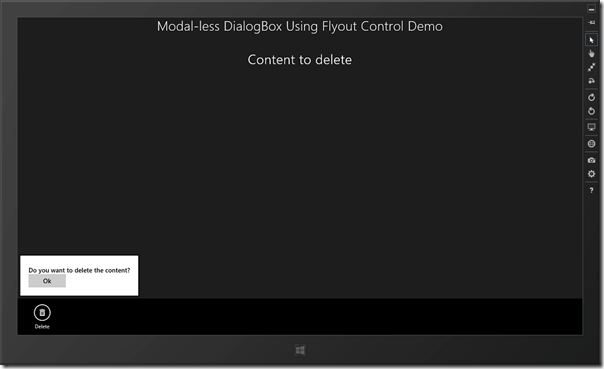 Modal-less DialogBox Using Flyout Control Demo
Content to delete
Do you want to delete the content?
Ok
Delete
?